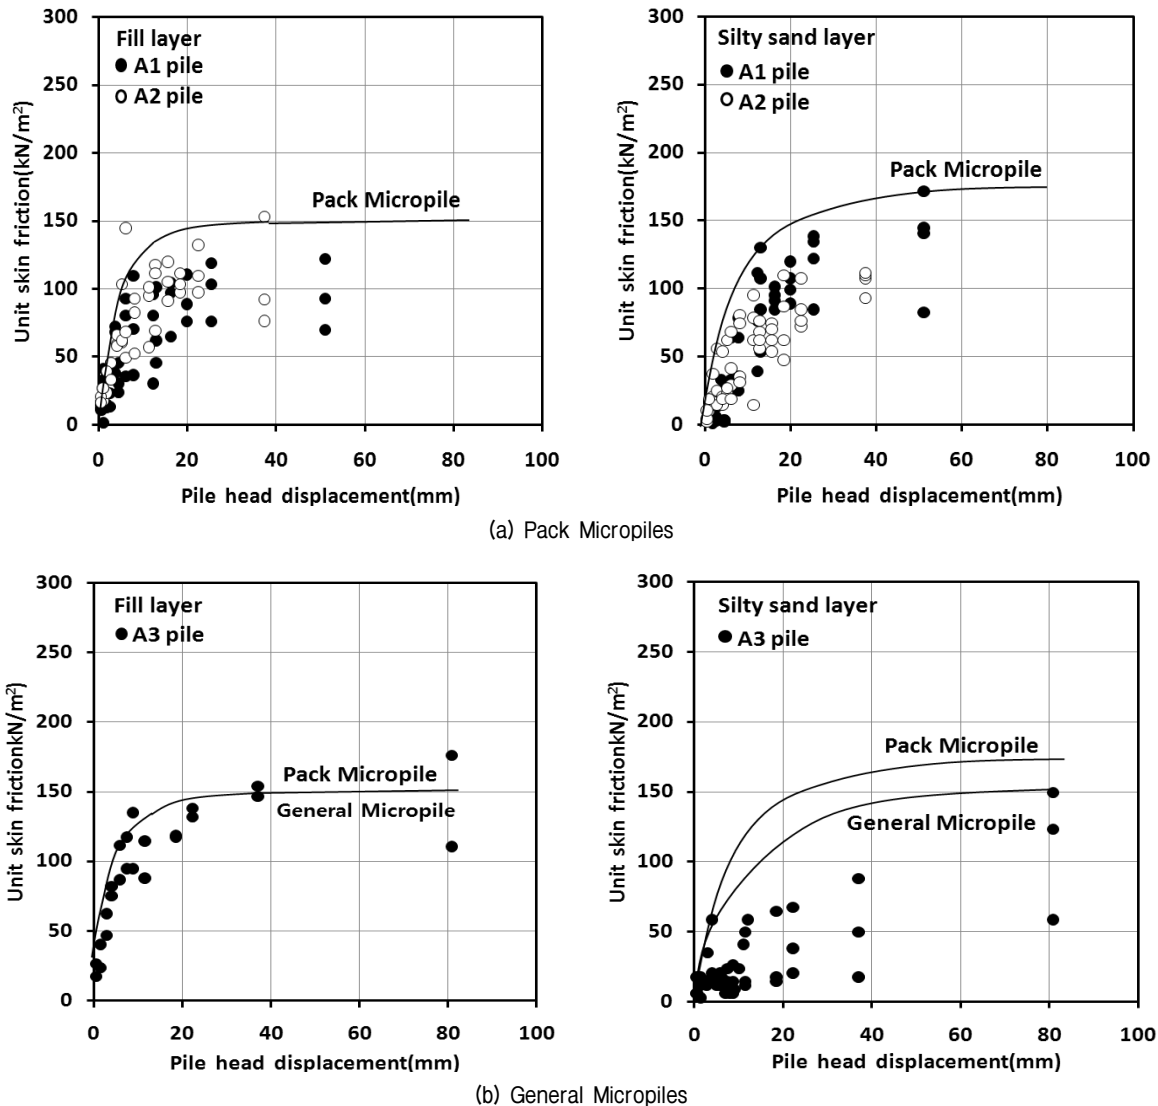 300
250
200
150
100
50
0
Unit skin friction(kN/m²)
Fill layer
A1 pile
A2 pile
Pack Micropile
0 20 40 60 80 100
Pile head displacement(mm)
300
250
200
150
100
50
0
Unit skin friction(kN/m²)
Silty sand layer
A1 pile
A2 pile
Pack Micropile
0 20 40 60 80 100
Pile head displacement(mm)
(a) Pack Micropiles
300
250
200
150
100
50
0
Unit skin frictionkN/m²)
Fill layer
A3 pile
Pack Micropile
General Micropile
0 20 40 60 80 100
Pile head displacement(mm)
300
250
200
150
100
50
0
Unit skin frictionkN/m²)
Silty sand layer
A3 pile
Pack Micropile
General Micropile
0 20 40 60 80 100
Pile head displacement(mm)
(b) General Micropiles